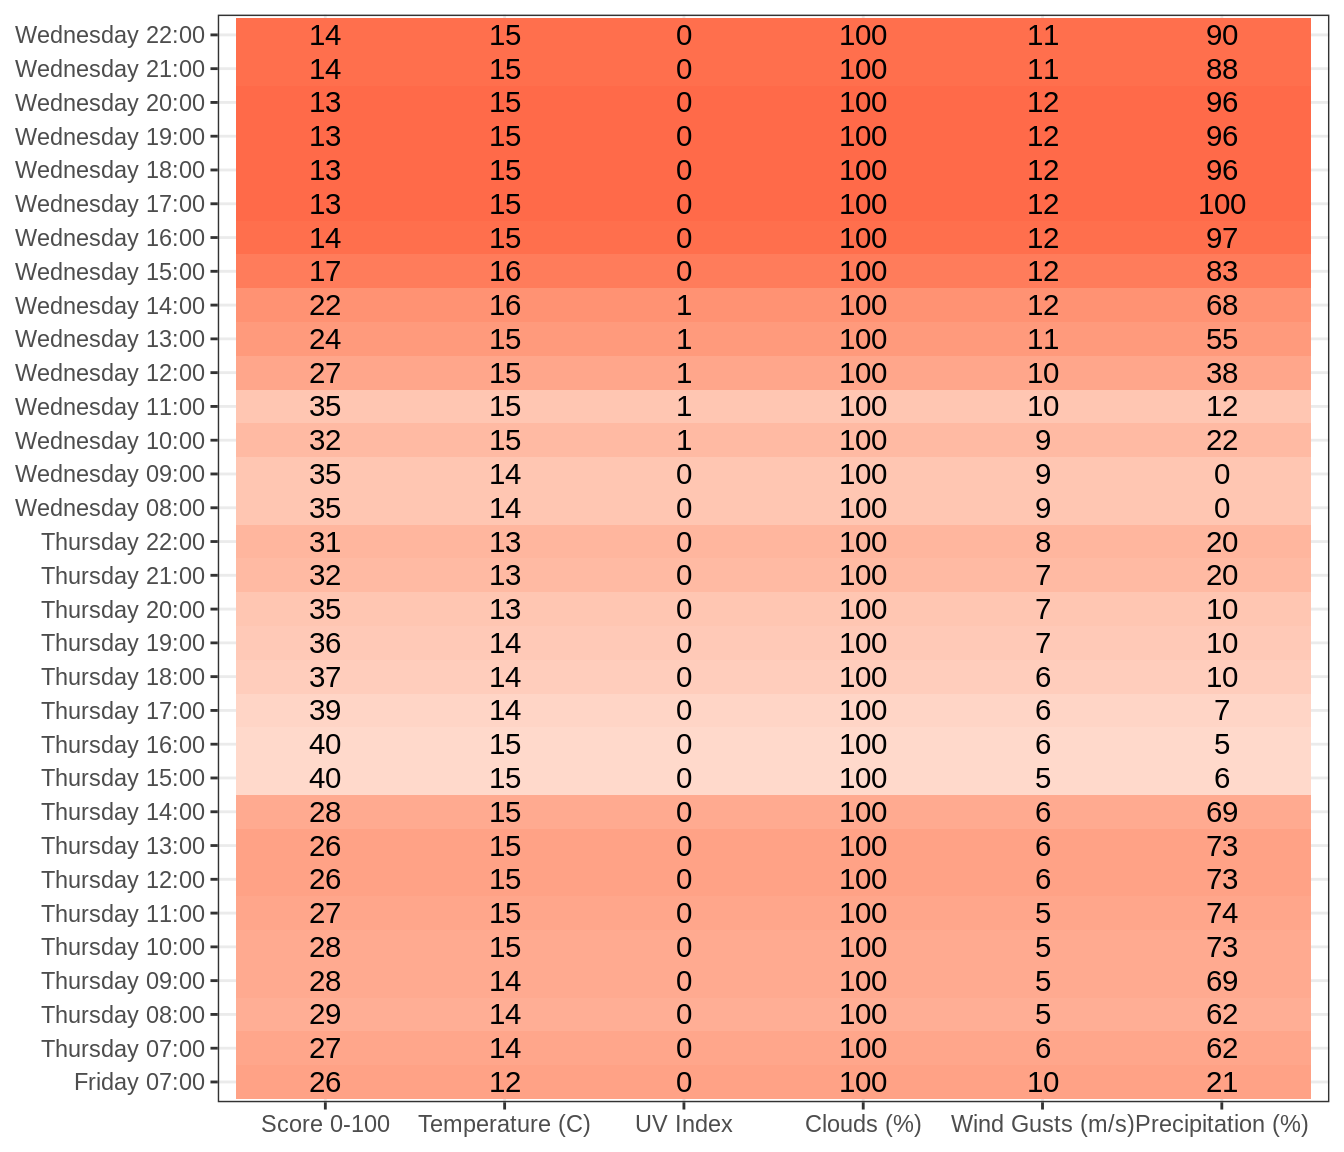 Wednesday 22:00 14 15 0 100 11 90
Wednesday 21:00 14 15 0 100 11 88
Wednesday 20:00 13 15 0 100 12 96
Wednesday 19:00 13 15 0 100 12 96
Wednesday 18:00 13 15 0 100 12 96
Wednesday 17:00 13 15 0 100 12 100
Wednesday 16:00 14 15 0 100 12 97
Wednesday 15:00 17 16 0 100 12 83
Wednesday 14:00 22 16 1 100 12 68
Wednesday 13:00 24 15 1 100 11 55
Wednesday 12:00 27 15 1 100 10 38
Wednesday 11:00 35 15 1 100 10 12
Wednesday 10:00 32 15 1 100 9 22
Wednesday 09:00 35 14 0 100 9 0
Wednesday 08:00 35 14 0 100 9 0
Thursday 22:00 31 13 0 100 8 20
Thursday 21:00 32 13 0 100 7 20
Thursday 20:00 35 13 0 100 7 10
Thursday 19:00 36 14 0 100 7 10
Thursday 18:00 37 14 0 100 6 10
Thursday 17:00 39 14 0 100 6 7
Thursday 16:00 40 15 0 100 6 5
Thursday 15:00 40 15 0 100 5 6
Thursday 14:00 28 15 0 100 6 69
Thursday 13:00 26 15 0 100 6 73
Thursday 12:00 26 15 0 100 6 73
Thursday 11:00 27 15 0 100 5 74
Thursday 10:00 28 15 0 100 5 73
Thursday 09:00 28 14 0 100 5 69
Thursday 08:00 29 14 0 100 5 62
Thursday 07:00 27 14 0 100 6 62
Friday 07:00 26 12 0 100 10 21
Score 0-100 Temperature (C) UV Index Clouds (%) Wind Gusts (m/s) Precipitation (%)